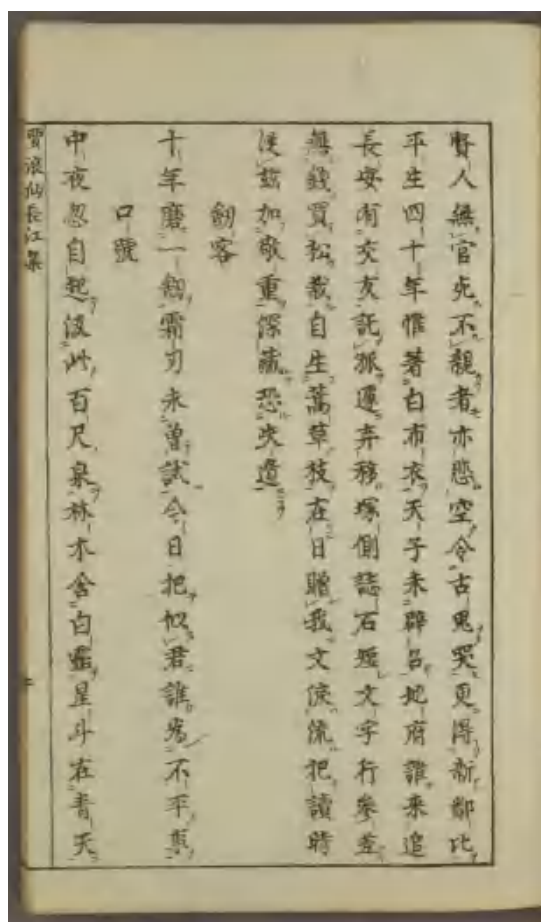 賢人無官死不親者亦悲空令古鬼哭更得新鄰比
平生四十年惟著白布衣天子未辟召地府誰來追
長安有交友託孤遽弃移塚側誌石短文字行參差
無錢買松栽自生蒿草枝在日贈我文淚流把讀時
從茲加敬重深藏恐失遺
劒客
十年磨一劒霜刃未曾試今日把似君誰為不平事
口號
中夜忽自起汲此百尺泉林木含白露星斗在青天
賈浪仙長江集